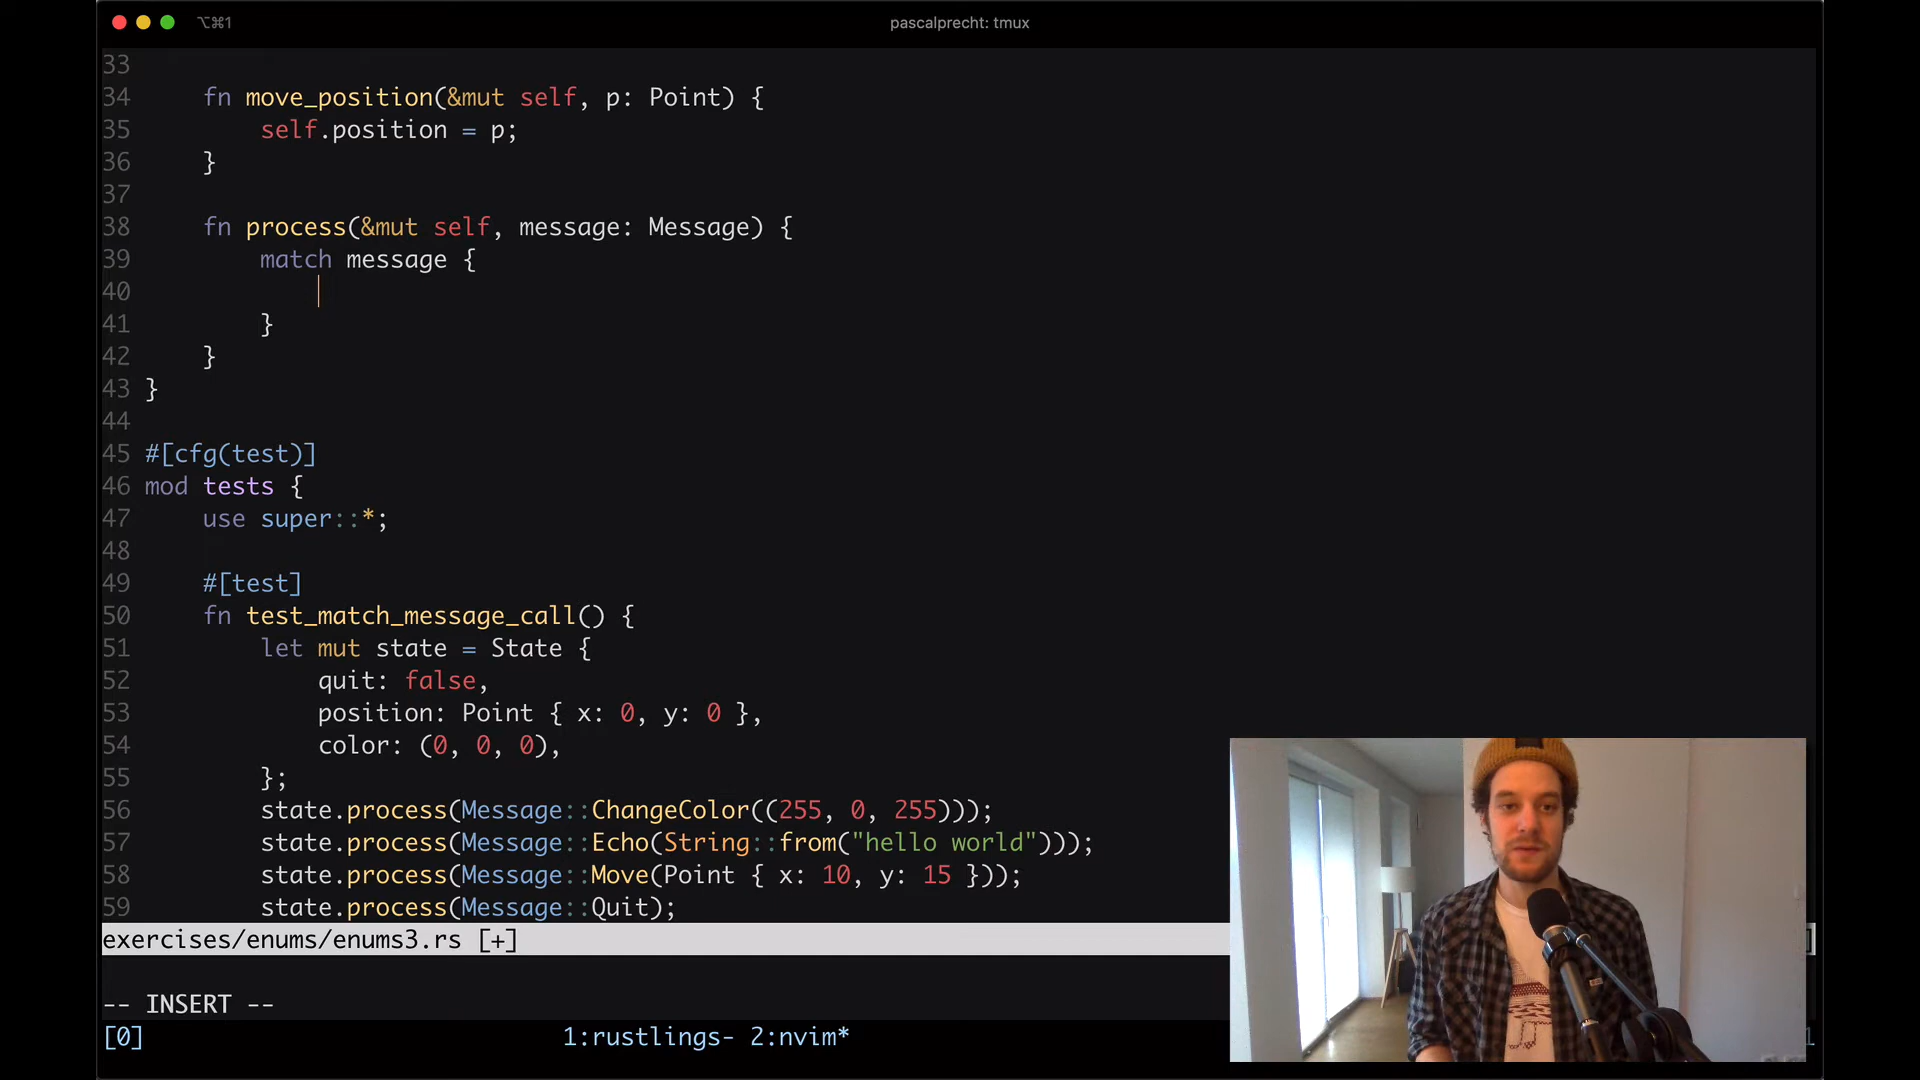 ⌥⌘1
pascalprecht: tmux
33
34 fn move_position(&mut self, p: Point) {
35 self.position = p;
36 }
37
38 fn process(&mut self, message: Message) {
39 match message {
40
41 }
42 }
43 }
44
45 #[cfg(test)]
46 mod tests {
47 use super::*;
48
49 #[test]
50 fn test_match_message_call() {
51 let mut state = State {
52 quit: false,
53 position: Point { x: 0, y: 0 },
54 color: (0, 0, 0),
55 };
56 state.process(Message::ChangeColor((255, 0, 255)));
57 state.process(Message::Echo(String::from("hello world")));
58 state.process(Message::Move(Point { x: 10, y: 15 }));
59 state.process(Message::Quit);
exercises/enums/enums3.rs [+]
-- INSERT --
[0] 1:rustlings- 2:nvim*